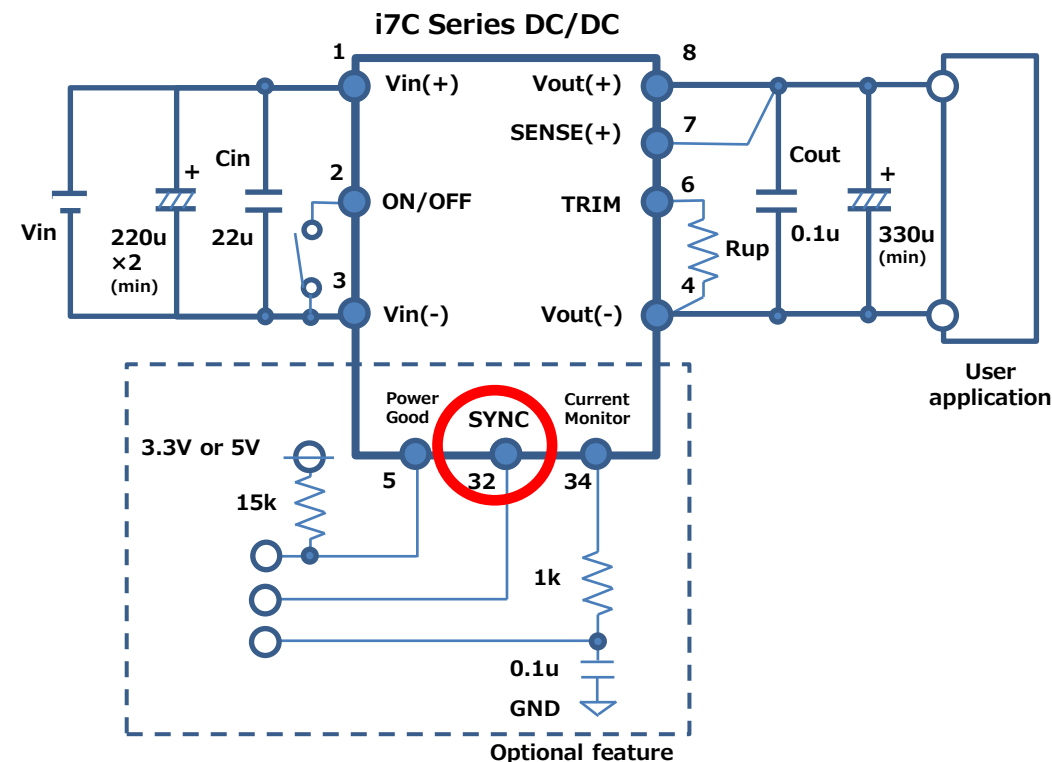 i7C Series DC/DC
1
8
Vin(+)
Vout(+)
7
SENSE(+)
Cin
+
2
6
Cout
+
ON/OFF
TRIM
Vin
220u
×2
(min)
22u
Rup
0.1u
330u
(min)
3
4
Vin(-)
Vout(-)
User
application
Power
Good
SYNC
Current
Monitor
3.3V or 5V
5
32
34
15k
1k
0.1u
GND
Optional feature